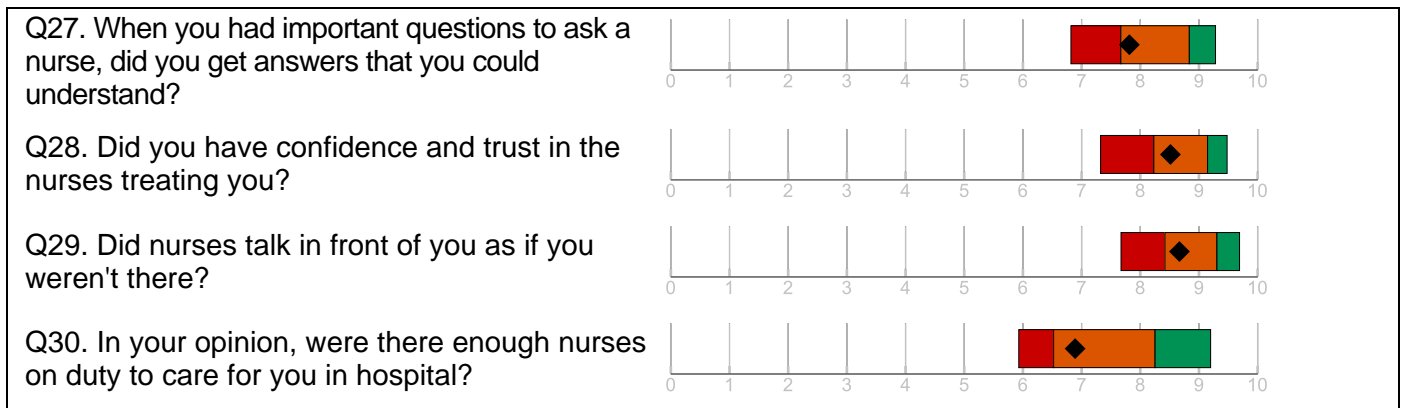 Q27. When you had important questions to ask a
nurse, did you get answers that you could
understand?
0 1 2 3 4 5 6 7 8 9 10
Q28. Did you have confidence and trust in the
nurses treating you?
0 1 2 3 4 5 6 7 8 9 10
Q29. Did nurses talk in front of you as if you
weren't there?
0 1 2 3 4 5 6 7 8 9 10
Q30. In your opinion, were there enough nurses
on duty to care for you in hospital?
0 1 2 3 4 5 6 7 8 9 10